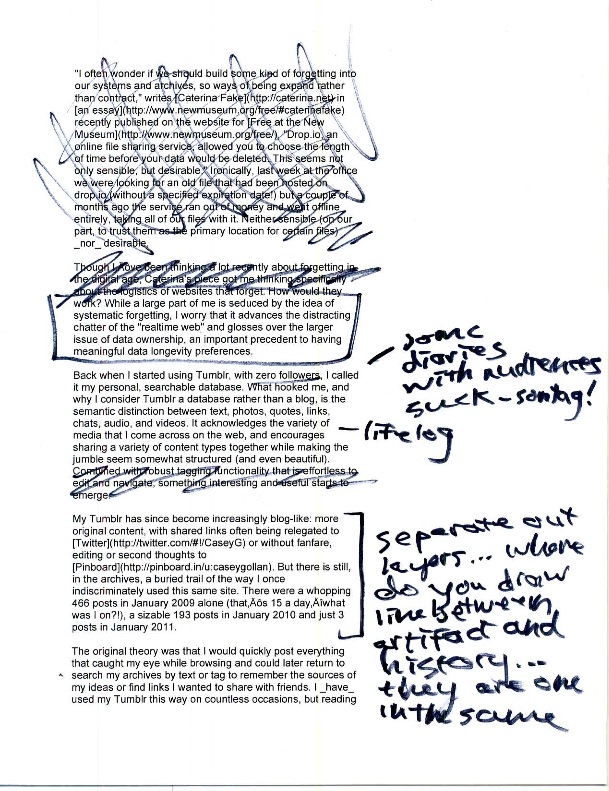 "I often wonder if we should build some kind of forgetting into
our systems and archives, so ways of being expand rather
than contract," writes [Caterina Fake](http://caterina.net) in
[an essay](http://www.newmuseum.org/free/#caterinafake)
recently published on the website for [Free at the New
Museum](http://www.newmuseum.org/free/), "Drop.io, an
online file sharing service, allowed you to choose the length
of time before your data would be deleted. This seems not
only sensible, but desirable." Ironically, last week at the office
we were looking for an old file that had been hosted on
drop.io (without a specified expiration date!) but a couple of
months ago the service ran out of money and went offline
entirely, taking all of our files with it. Neither sensible (on our
part, to trust them as the primary location for certain files)
_nor_ desirable.
Though I,Äôve been thinking a lot recently about forgetting in
the digital age, Caterina's piece got me thinking specifically
about the logistics of websites that forget. How would they
work? While a large part of me is seduced by the idea of
systematic forgetting, I worry that it advances the distracting
chatter of the "realtime web" and glosses over the larger
issue of data ownership, an important precedent to having
meaningful data longevity preferences.
some
diaries
with audiences
suck - sontag!
Back when I started using Tumblr, with zero followers, I called
it my personal, searchable database. What hooked me, and
why I consider Tumblr a database rather than a blog, is the
semantic distinction between text, photos, quotes, links,
chats, audio, and videos. It acknowledges the variety of
media that I come across on the web, and encourages
sharing a variety of content types together while making the
jumble seem somewhat structured (and even beautiful).
Combined with robust tagging functionality that is effortless to
edit and navigate, something interesting and useful starts to
emerge.
– lifelog
My Tumblr has since become increasingly blog-like: more
original content, with shared links often being relegated to
[Twitter](http://twitter.com/#!/CaseyG) or without fanfare,
editing or second thoughts to
[Pinboard](http://pinboard.in/u:caseygollan). But there is still,
in the archives, a buried trail of the way I once
indiscriminately used this same site. There were a whopping
466 posts in January 2009 alone (that,Äôs 15 a day,Äîwhat
was I on?!), a sizable 193 posts in January 2010 and just 3
posts in January 2011.
separate out
layers... where
do you draw
line between
artifact and
history...
they are one
in the same
The original theory was that I would quickly post everything
that caught my eye while browsing and could later return to
search my archives by text or tag to remember the sources of
my ideas or find links I wanted to share with friends. I _have_
used my Tumblr this way on countless occasions, but reading